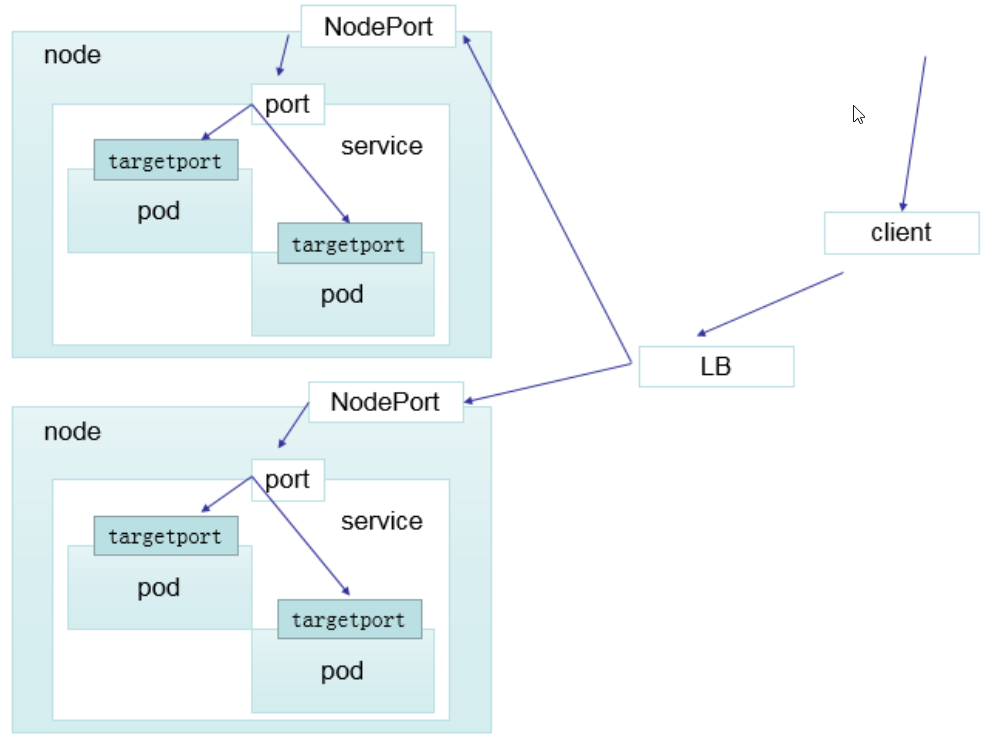 NodePort
node
port
service
targetport
pod
targetport
pod
client
LB
NodePort
node
port
service
targetport
pod
targetport
pod